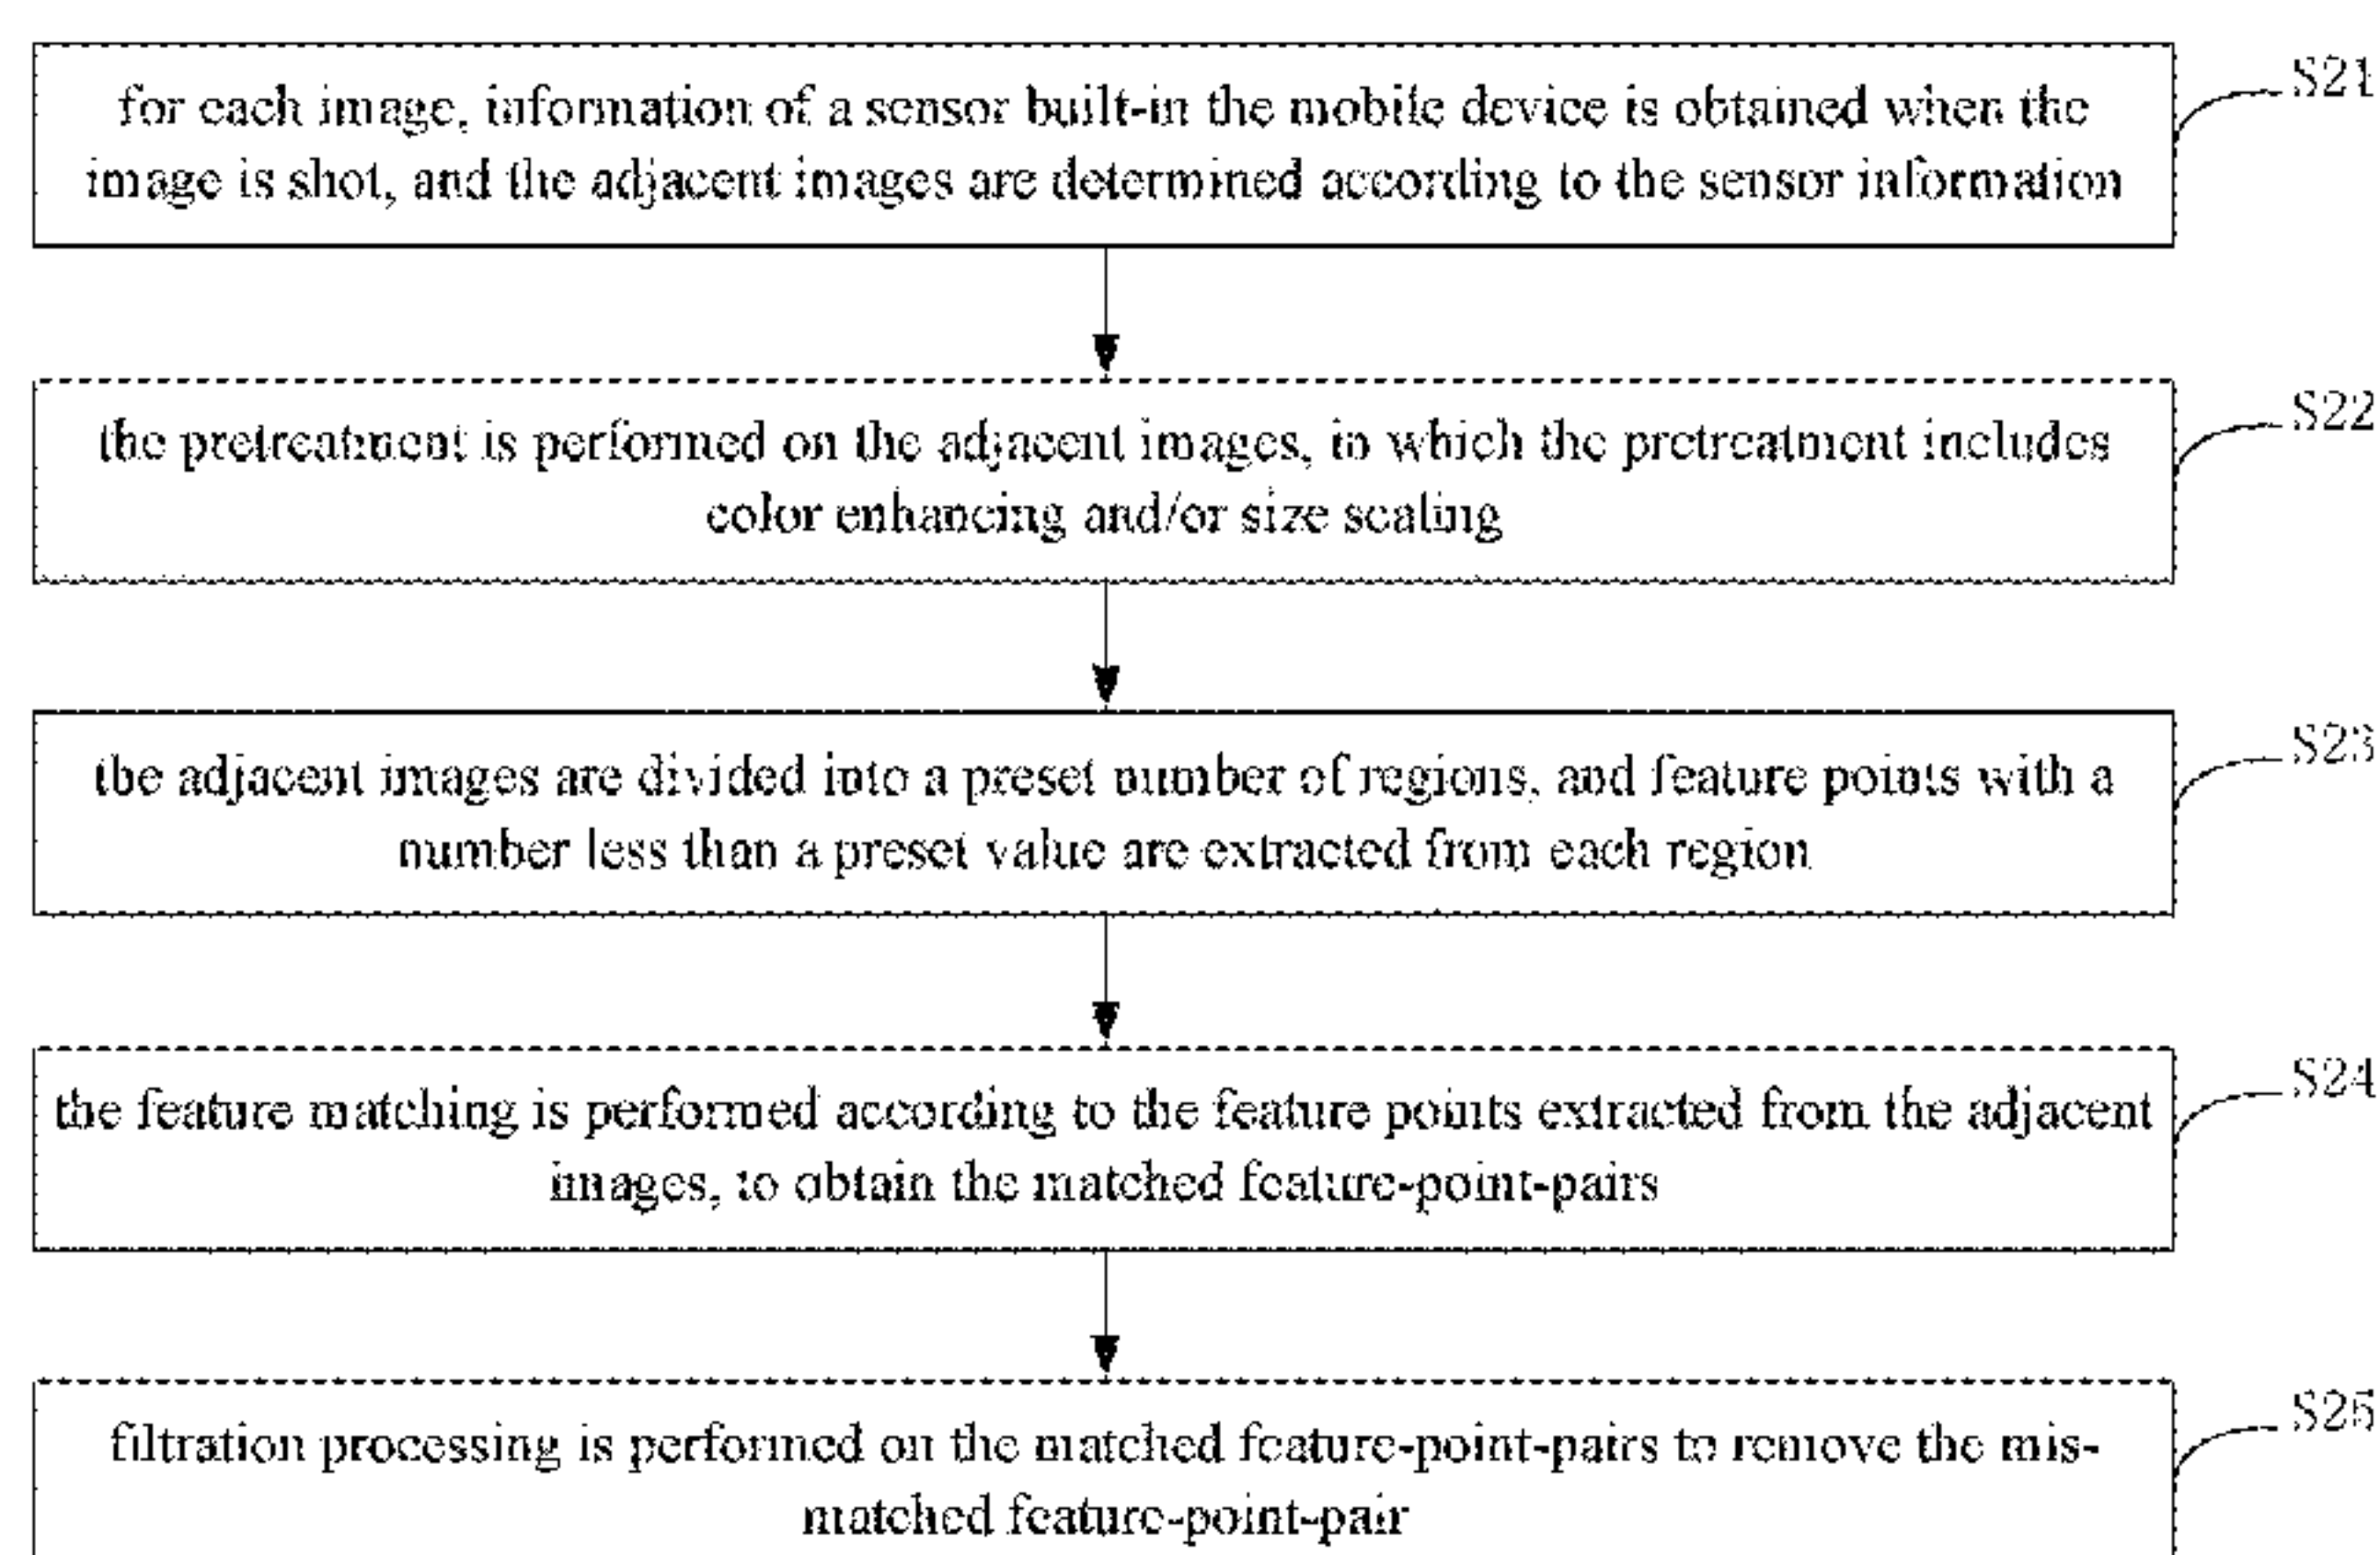 for each image, information of a sensor built-in the mobile device is obtained when the
image is shot, and the adjacent images are determined according to the sensor information
S21
the pretreatment is performed on the adjacent images, in which the pretreatment includes
color enhancing and/or size scaling
S22
the adjacent images are divided into a preset number of regions, and feature points with a
number less than a preset value are extracted from each region
S23
the feature matching is performed according to the feature points extracted from the adjacent
images, to obtain the matched feature-point-pairs
S24
filtration processing is performed on the matched feature-point-pairs to remove the mis-
matched feature-point-pair
S25